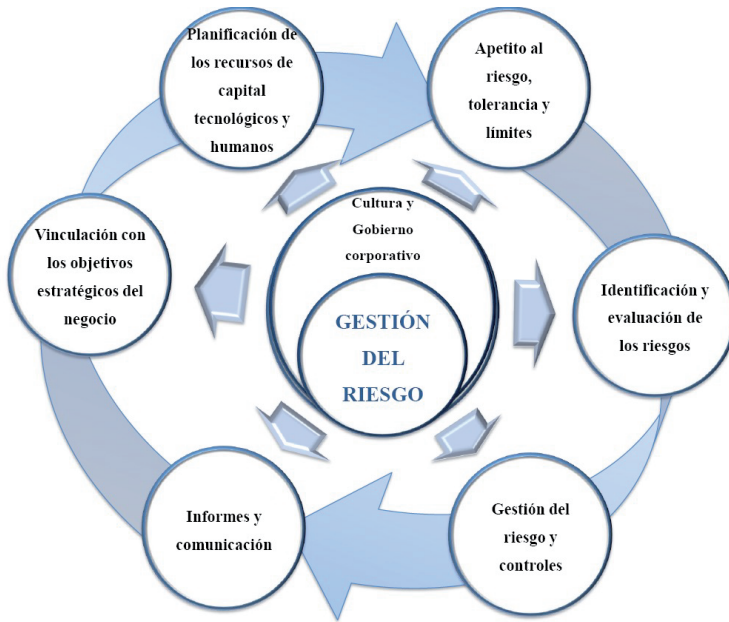 Planificación de
los recursos de
capital
tecnológicos y
humanos
Apetito al
riesgo,
tolerancia y
límites
Cultura y
Gobierno
corporativo
Vinculación con
los objetivos
estratégicos del
negocio
Identificación y
evaluación de
los riesgos
GESTIÓN
DEL
RIESGO
Informes y
comunicación
Gestión del
riesgo y
controles